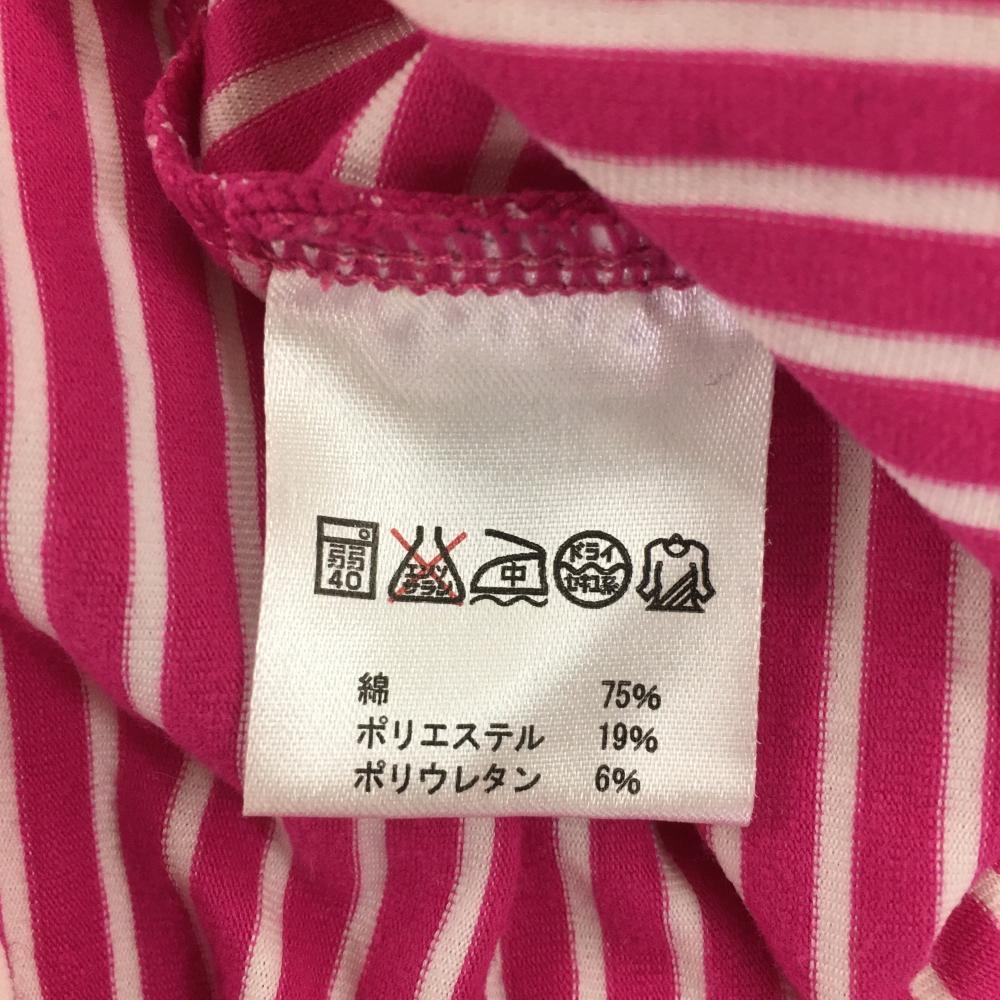 弱
40
エンソ
サラシ
中
ドライ
セキユ系
綿 75%
ポリエステル 19%
ポリウレタン 6%